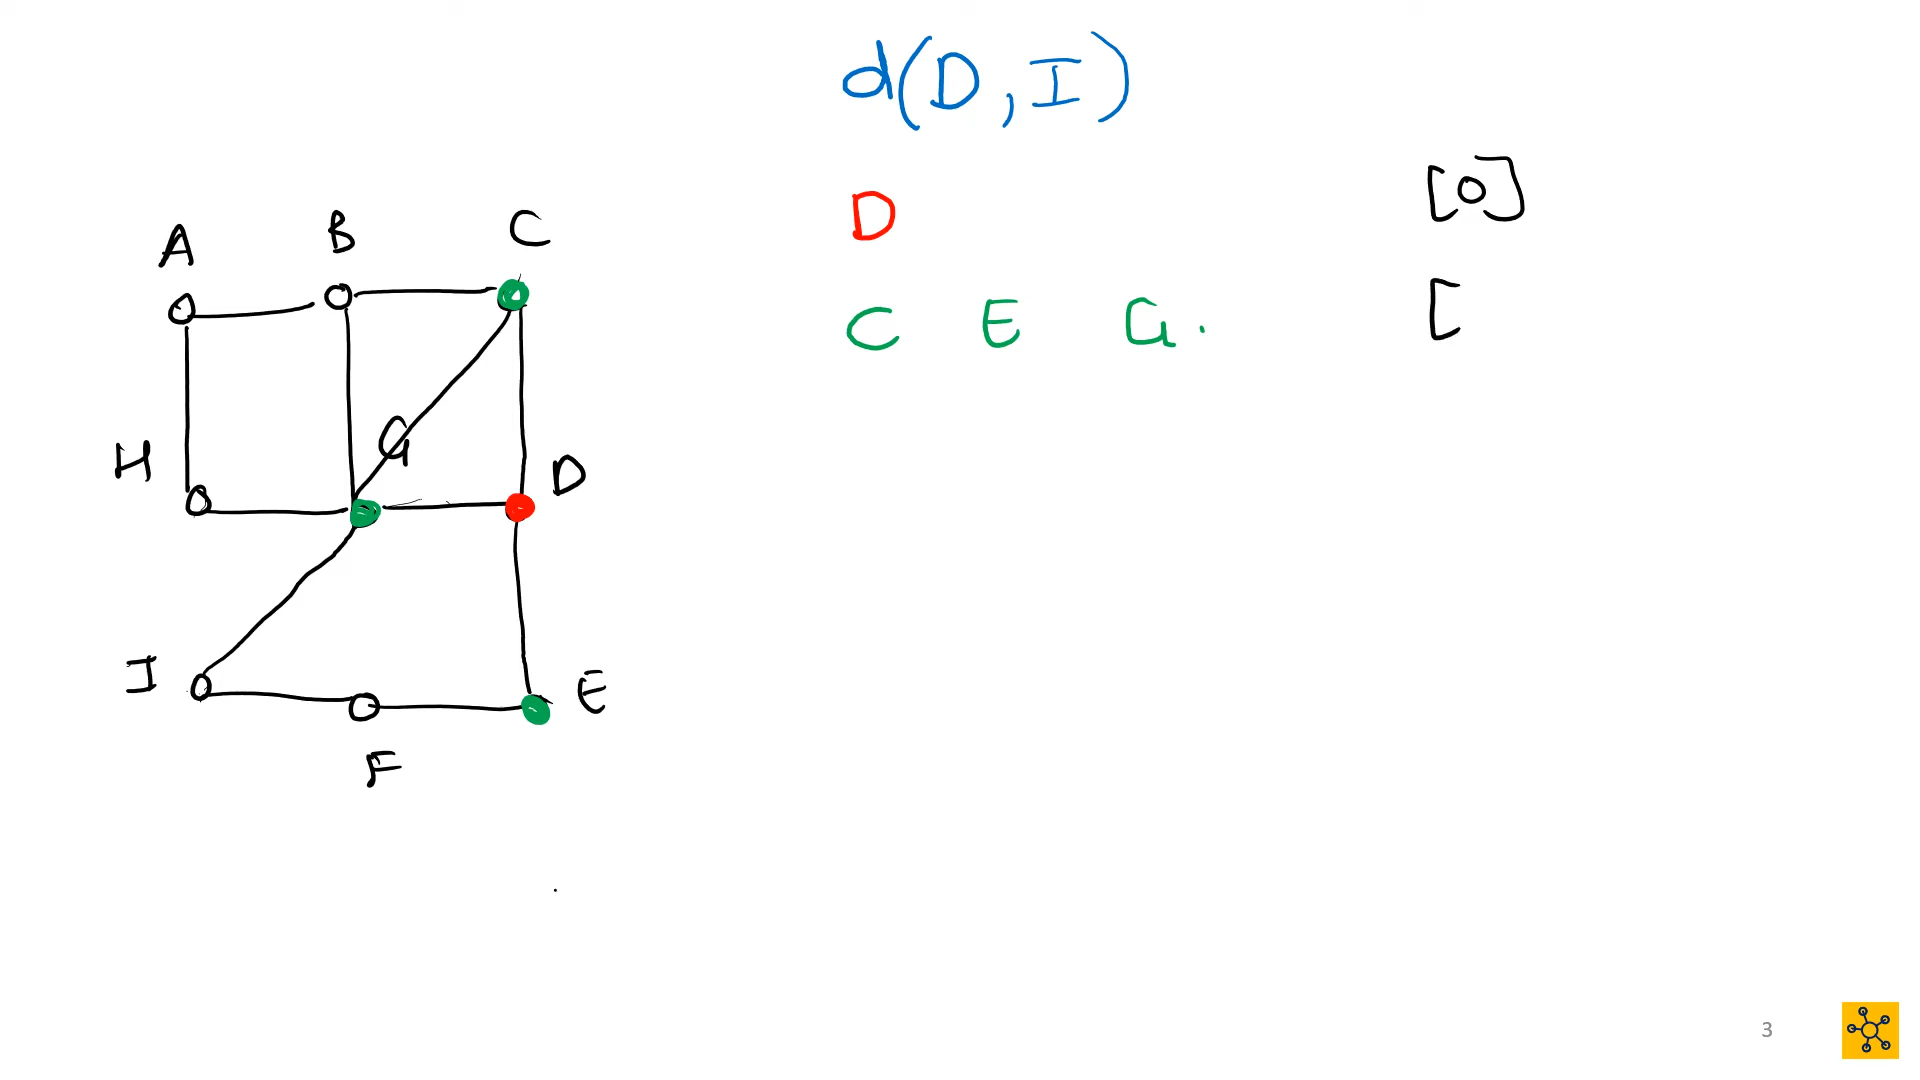 d(D, I)
D [0]
A B C
C E G. [
G
H D
I E
F
3